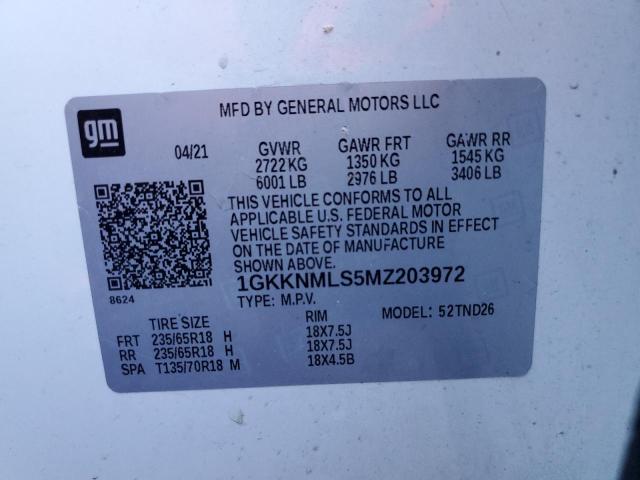 gm
MFD BY GENERAL MOTORS LLC
04/21 GVWR GAWR FRT GAWR RR
2722 KG 1350 KG 1545 KG
6001 LB 2976 LB 3406 LB
THIS VEHICLE CONFORMS TO ALL
APPLICABLE U.S. FEDERAL MOTOR
VEHICLE SAFETY STANDARDS IN EFFECT
ON THE DATE OF MANUFACTURE
SHOWN ABOVE.
1GKKNMLS5MZ203972
8624
TYPE: M.P.V. MODEL: 52TND26
TIRE SIZE RIM
FRT 235/65R18 H 18X7.5J
RR 235/65R18 H 18X7.5J
SPA T135/70R18 M 18X4.5B